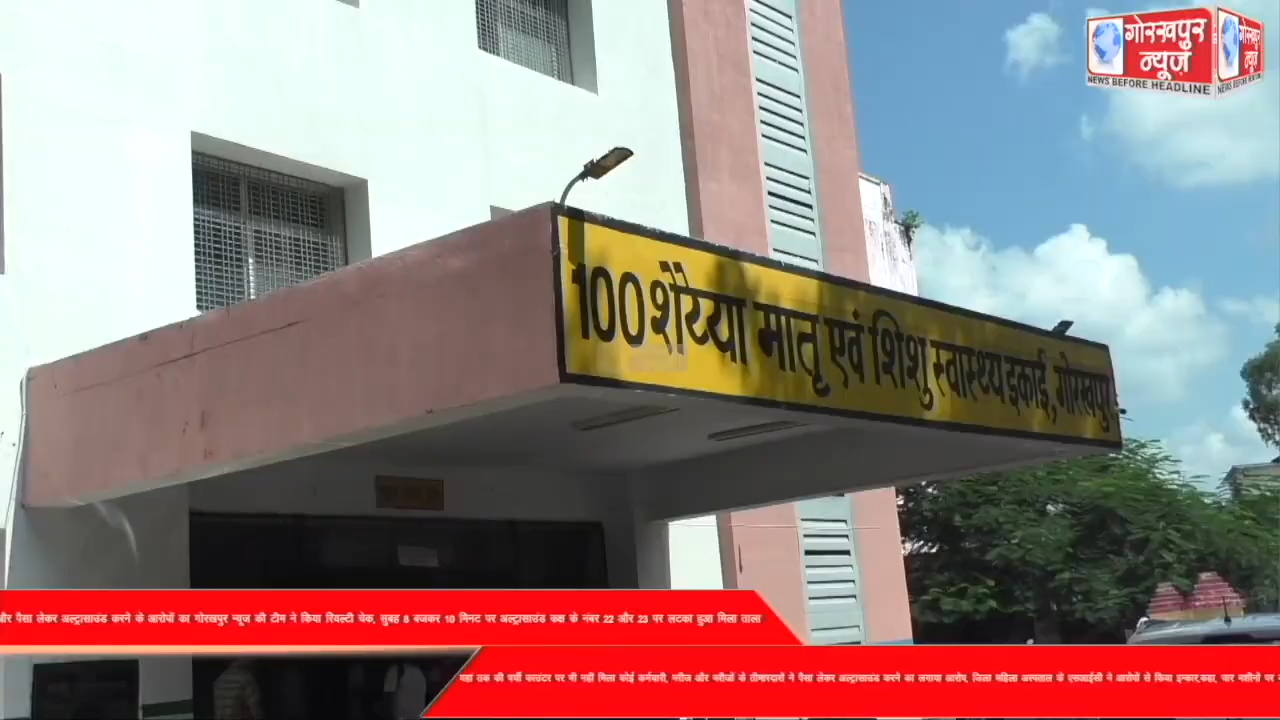 गोरखपुर
न्यूज़
NEWS BEFORE HEADLINE
गोरखपुर
न्यूज़
100 शैय्या मातृ एवं शिशु स्वास्थ्य इकाई, गोरखपुर
और पैसा लेकर अल्ट्रासाउंड करने के आरोपों का गोरखपुर न्यूज की टीम ने किया रियल्टी चेक, सुबह 8 बजकर 10 मिनट पर अल्ट्रासाउंड कक्ष के नंबर 22 और 23 पर लटका हुआ मिला ताला
यहां तक की पर्ची काउंटर पर भी नहीं मिला कोई कर्मचारी, मरीज और मरीजों के तीमारदारों ने पैसा लेकर अल्ट्रासाउंड करने का लगाया आरोप, जिला महिला अस्पताल के एसआईसी ने आरोपों से किया इन्कार,कहा, चार मशीनों पर